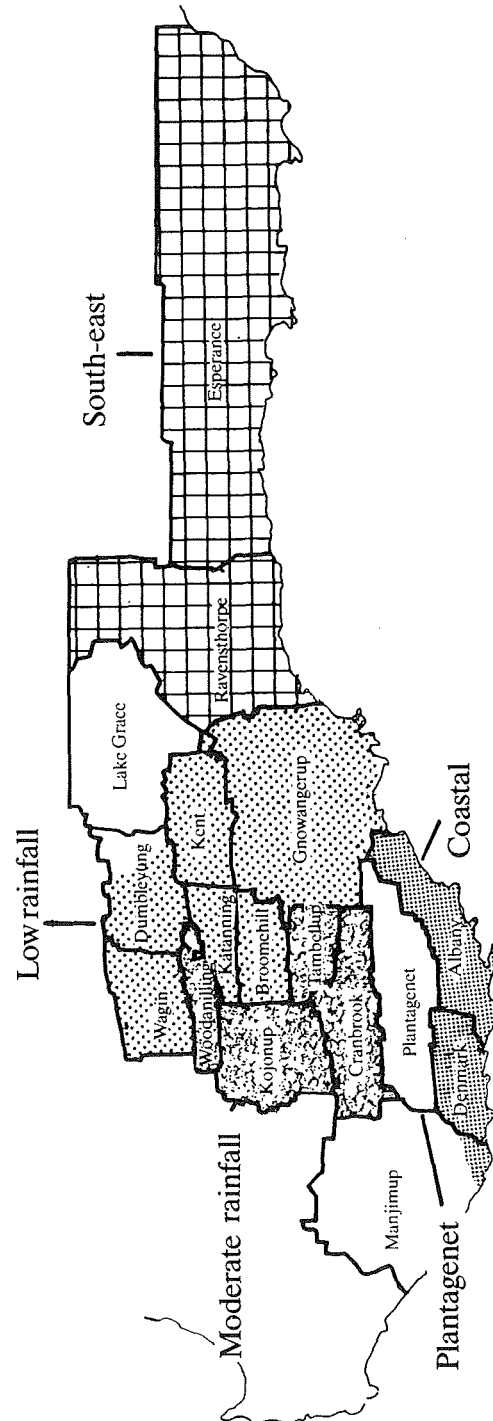 South-east
Low rainfall
Moderate rainfall
Plantagenet
Coastal
Esperance
Ravensthorpe
Lake Grace
Dumbleyung
Wagin
Kent
Katanning
Woodanilling
Broomehill
Gnowangerup
Kojonup
Tambellup
Cranbrook
Plantagenet
Albany
Denmark
Manjimup